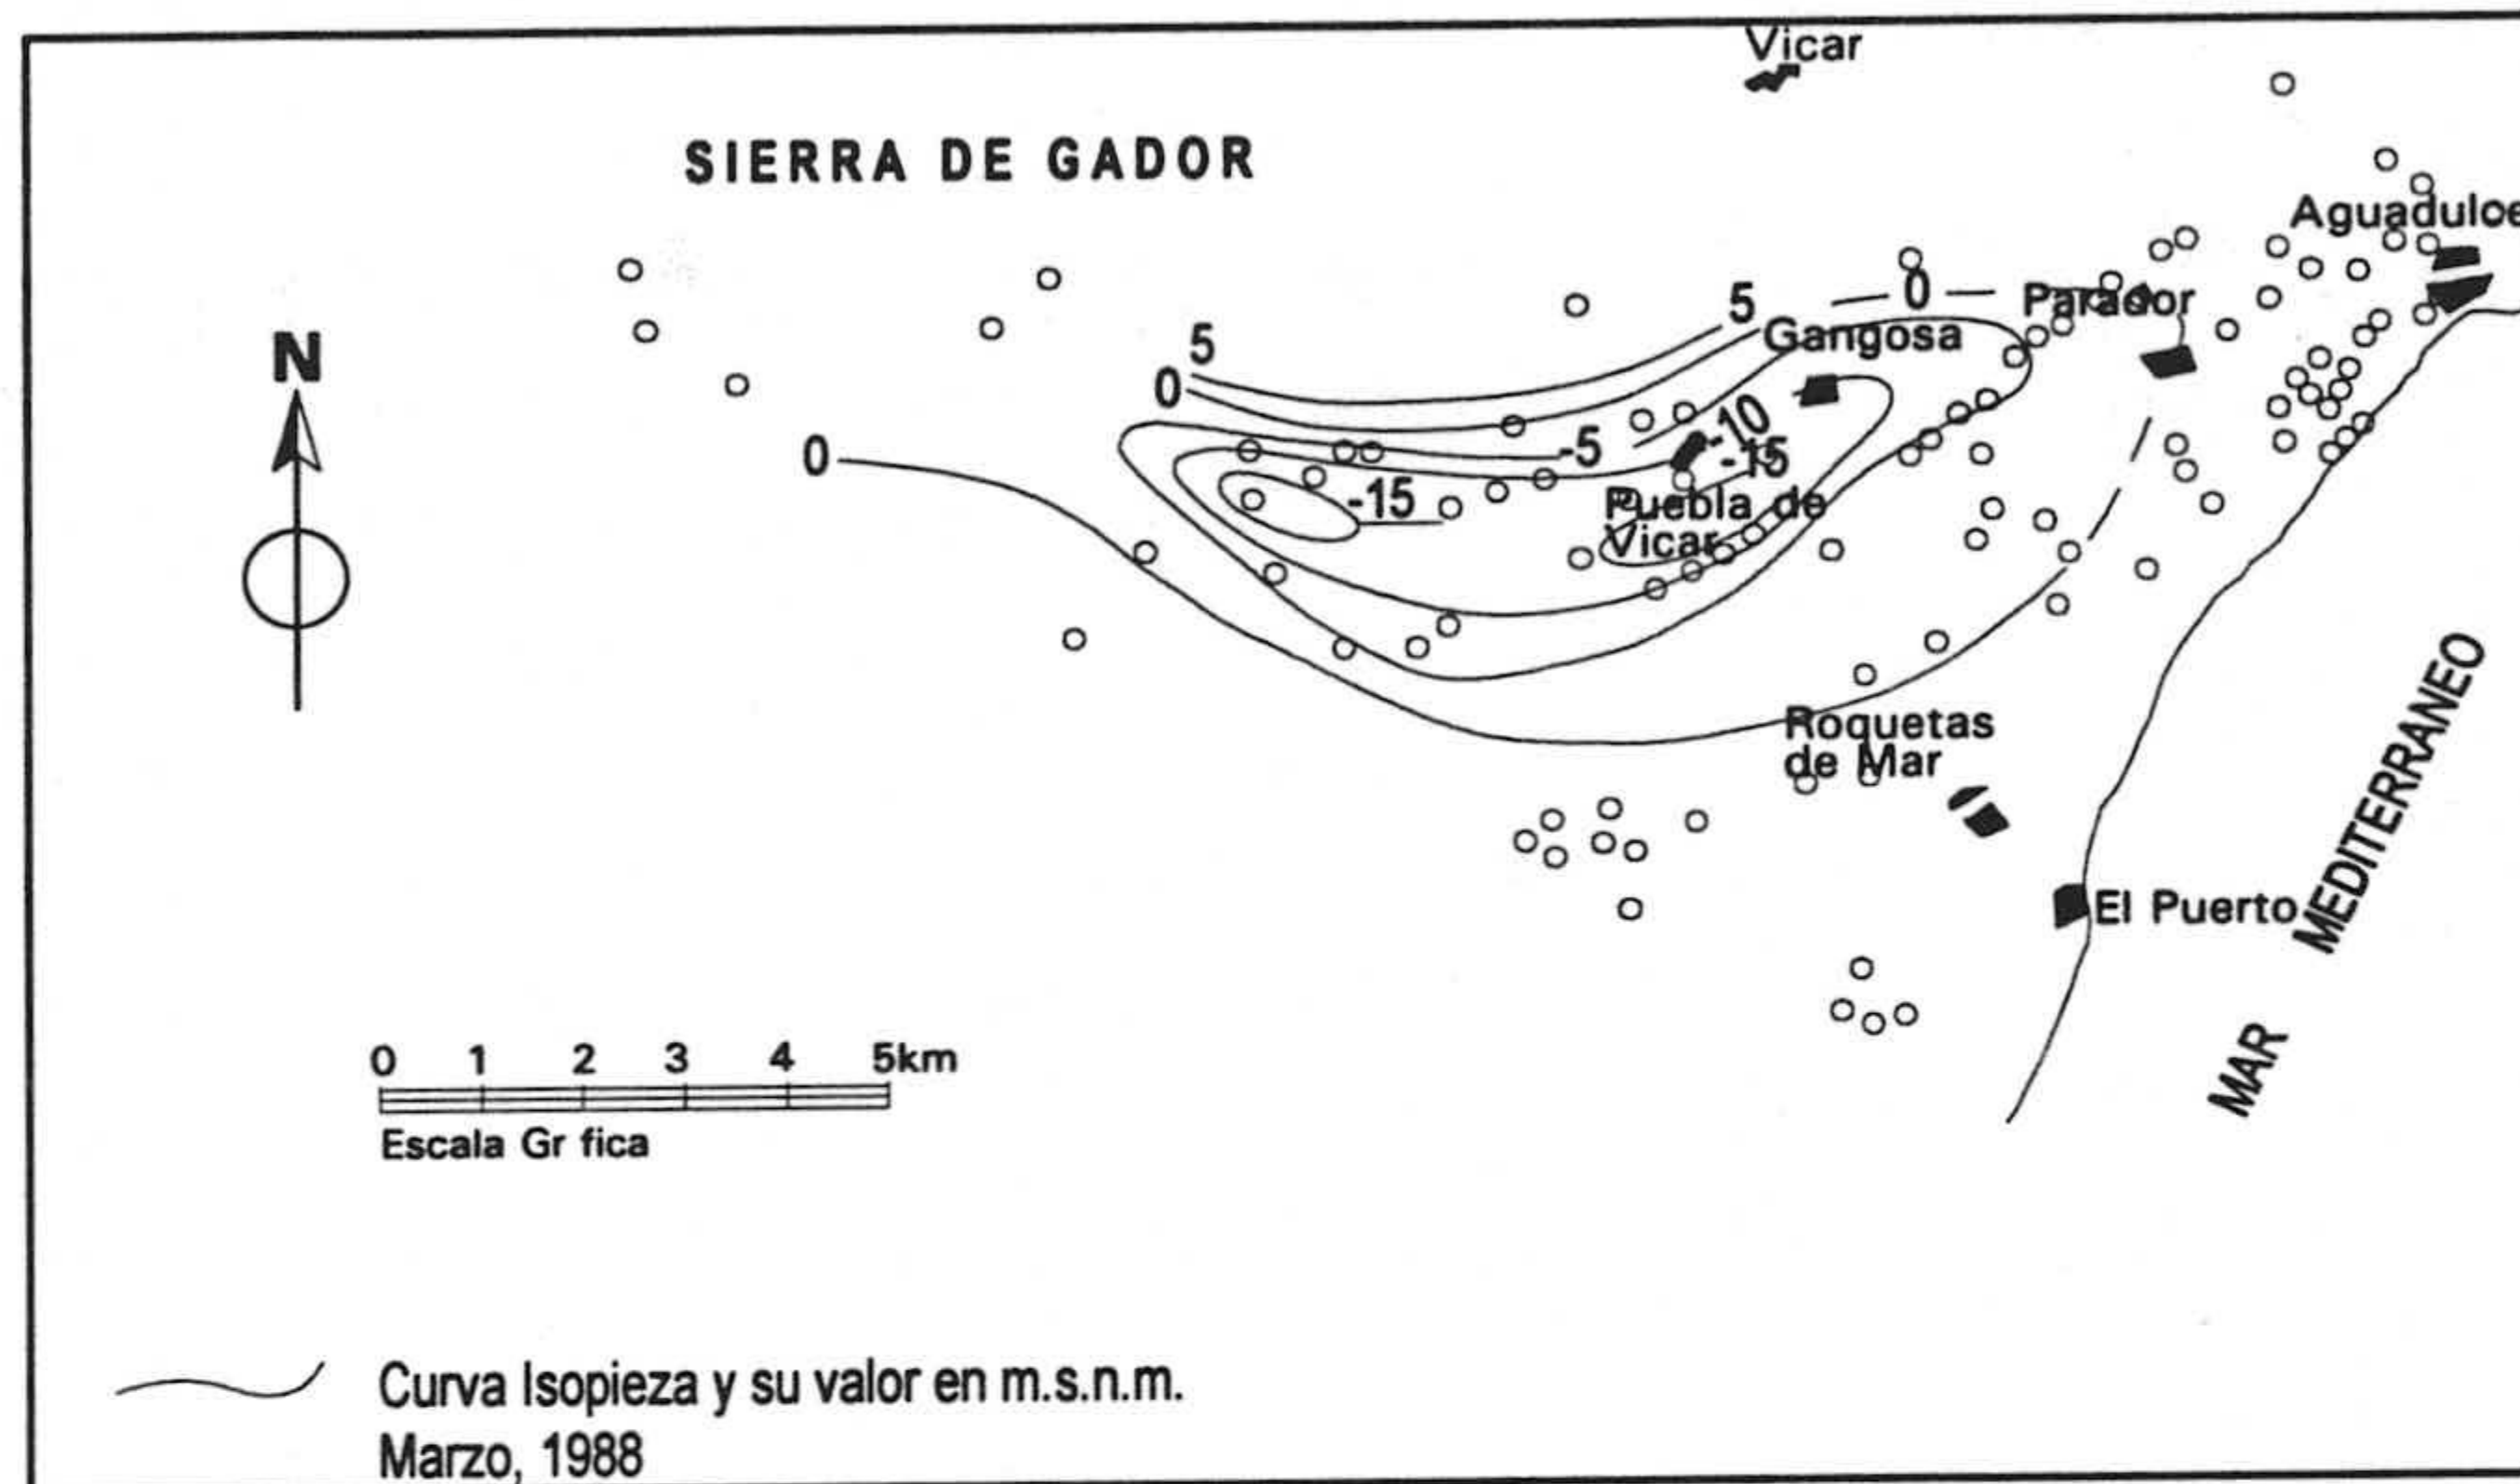 Vicar
SIERRA DE GADOR
Aguadulce
N
5
0
Parador
5
Gangosa
0
0
-5
-10
-15
-15
Puebla de
Vicar
Roquetas
de Mar
El Puerto
MAR MEDITERRANEO
0 1 2 3 4 5km
Escala Gr fica
Curva Isopieza y su valor en m.s.n.m.
Marzo, 1988